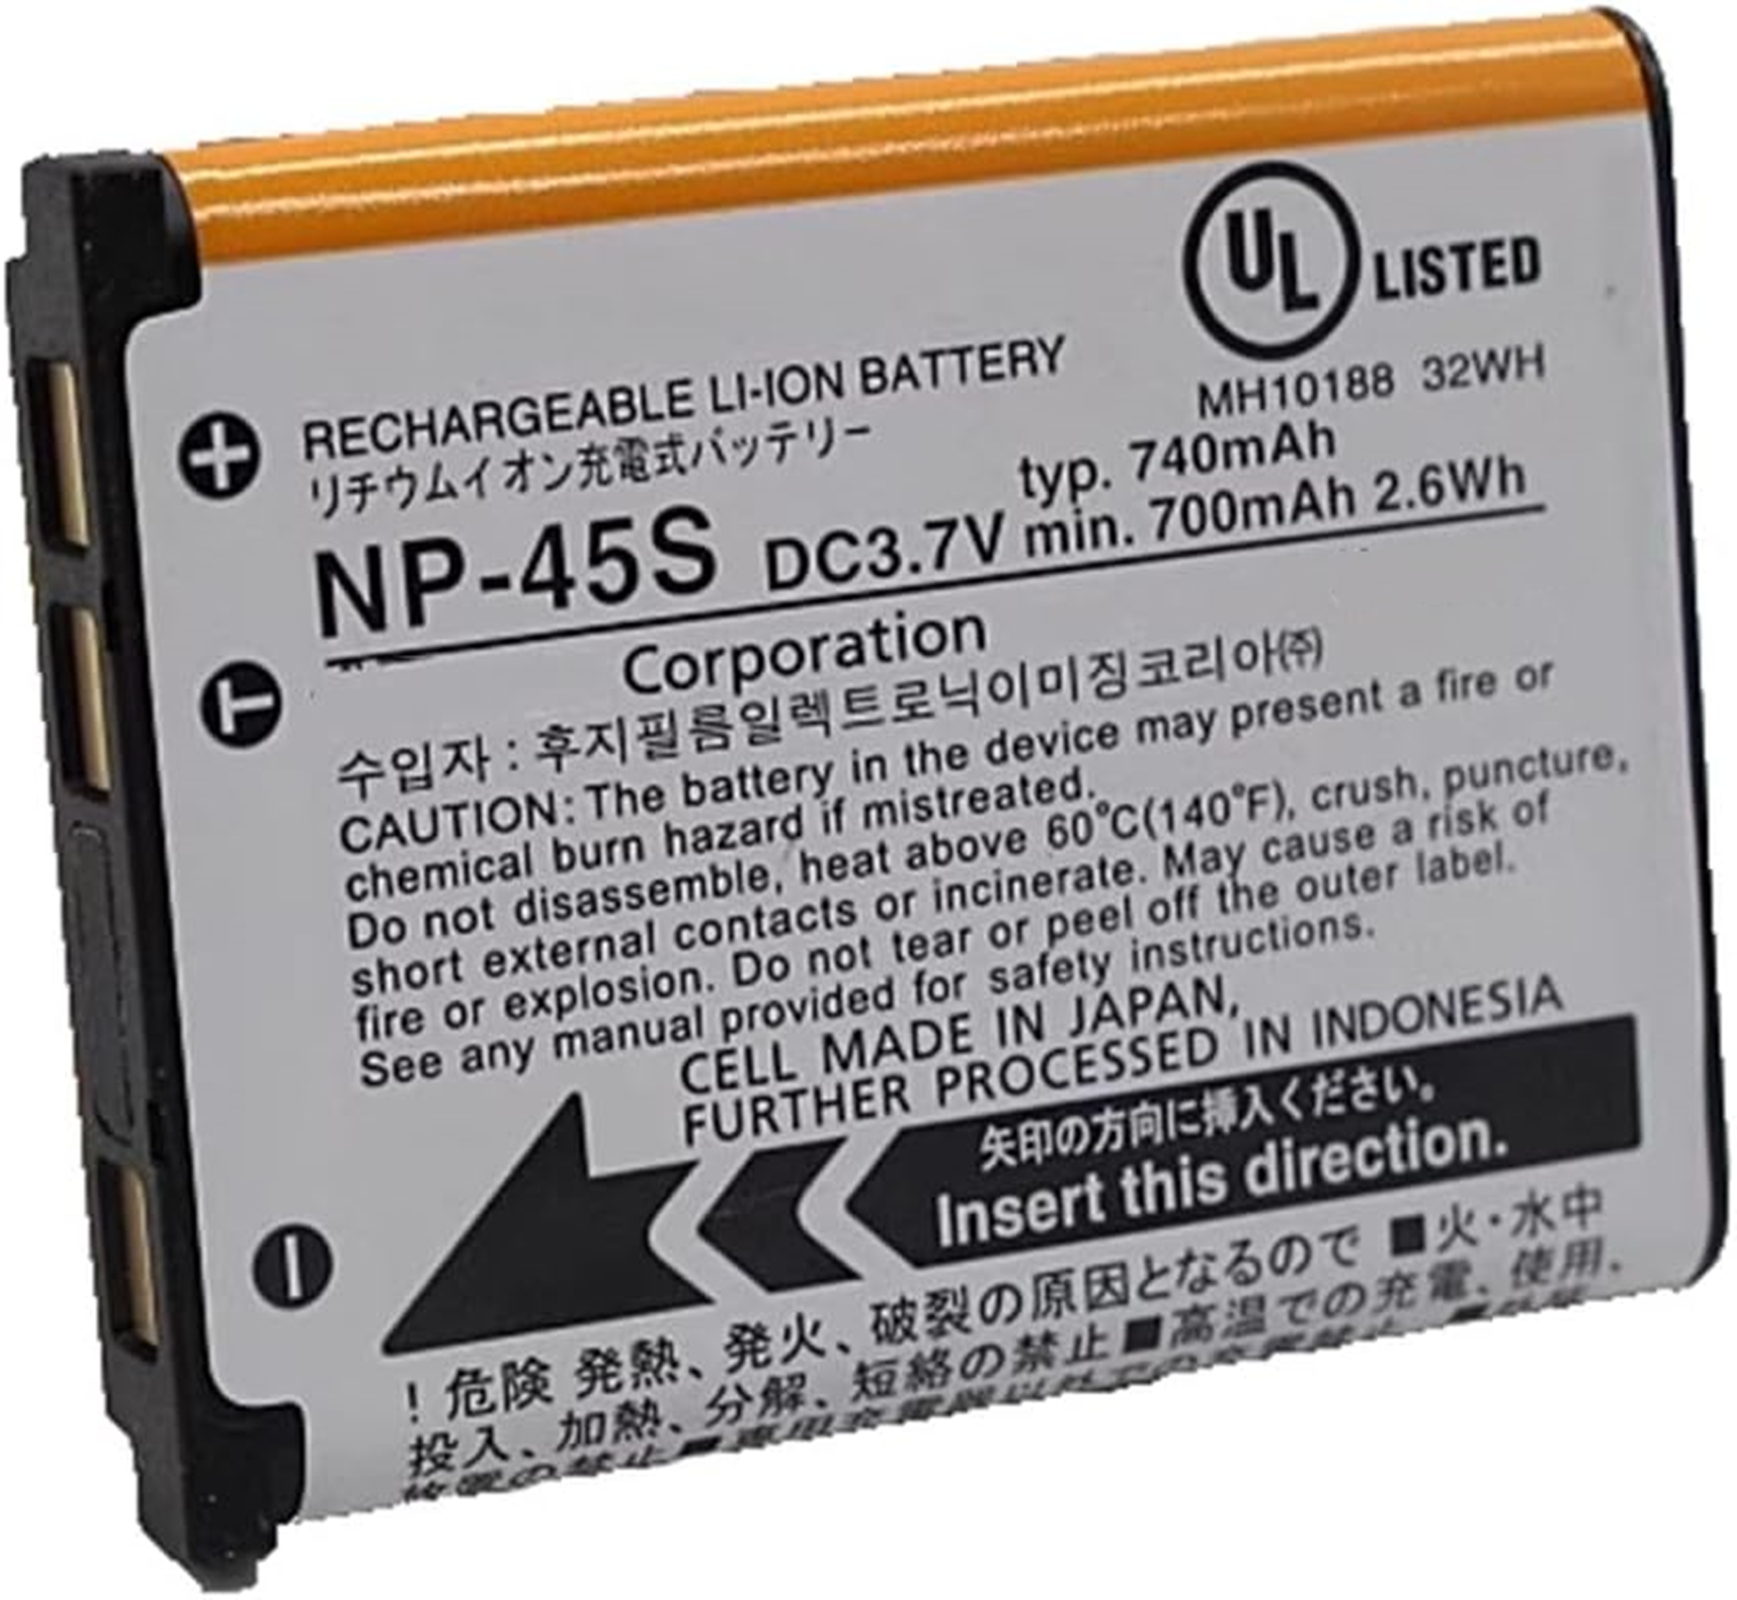 UL LISTED
MH10188 32WH
RECHARGEABLE LI-ION BATTERY
リチウムイオン充電式バッテリー
typ. 740mAh
NP-45S DC3.7V min. 700mAh 2.6Wh
Corporation
수입자 : 후지필름일렉트로닉이미징코리아㈜
CAUTION: The battery in the device may present a fire or
chemical burn hazard if mistreated.
Do not disassemble, heat above 60°C(140°F), crush, puncture,
short external contacts or incinerate. May cause a risk of
fire or explosion. Do not tear or peel off the outer label.
See any manual provided for safety instructions.
CELL MADE IN JAPAN,
FURTHER PROCESSED IN INDONESIA
矢印の方向に挿入ください。
Insert this direction.
! 危険 発熱、発火、破裂の原因となるので ■火・水中
投入、加熱、分解、短絡の禁止■高温での充電、使用、
T